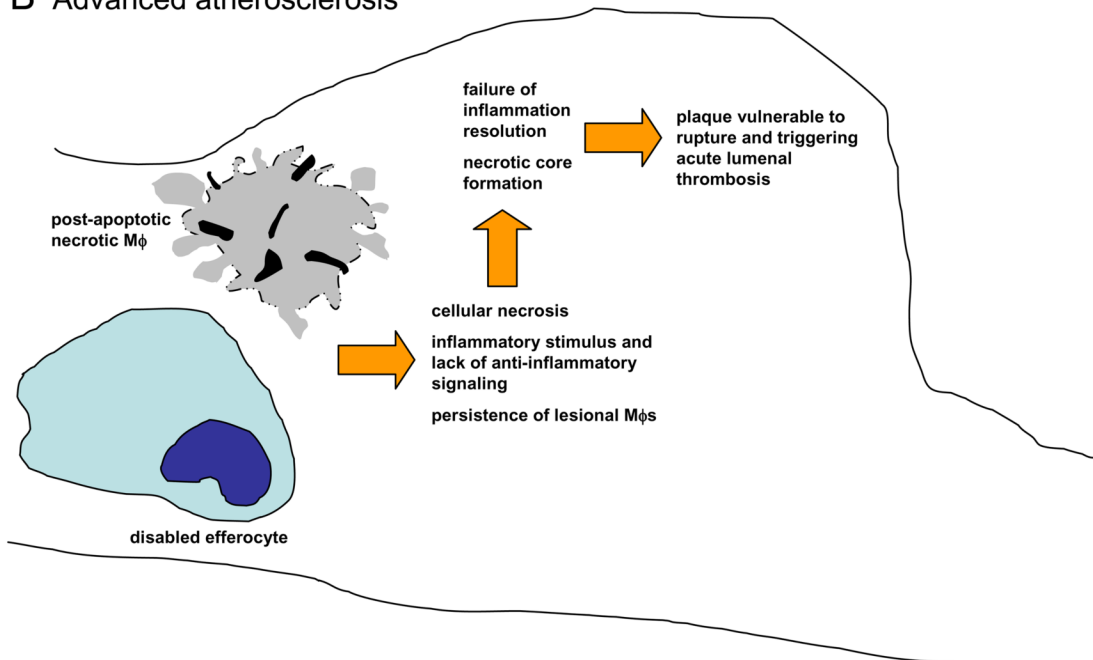 B Advanced atherosclerosis
failure of
inflammation
resolution
necrotic core
formation
plaque vulnerable to
rupture and triggering
acute lumenal
thrombosis
post-apoptotic
necrotic Mϕ
cellular necrosis
inflammatory stimulus and
lack of anti-inflammatory
signaling
persistence of lesional Mϕs
disabled efferocyte